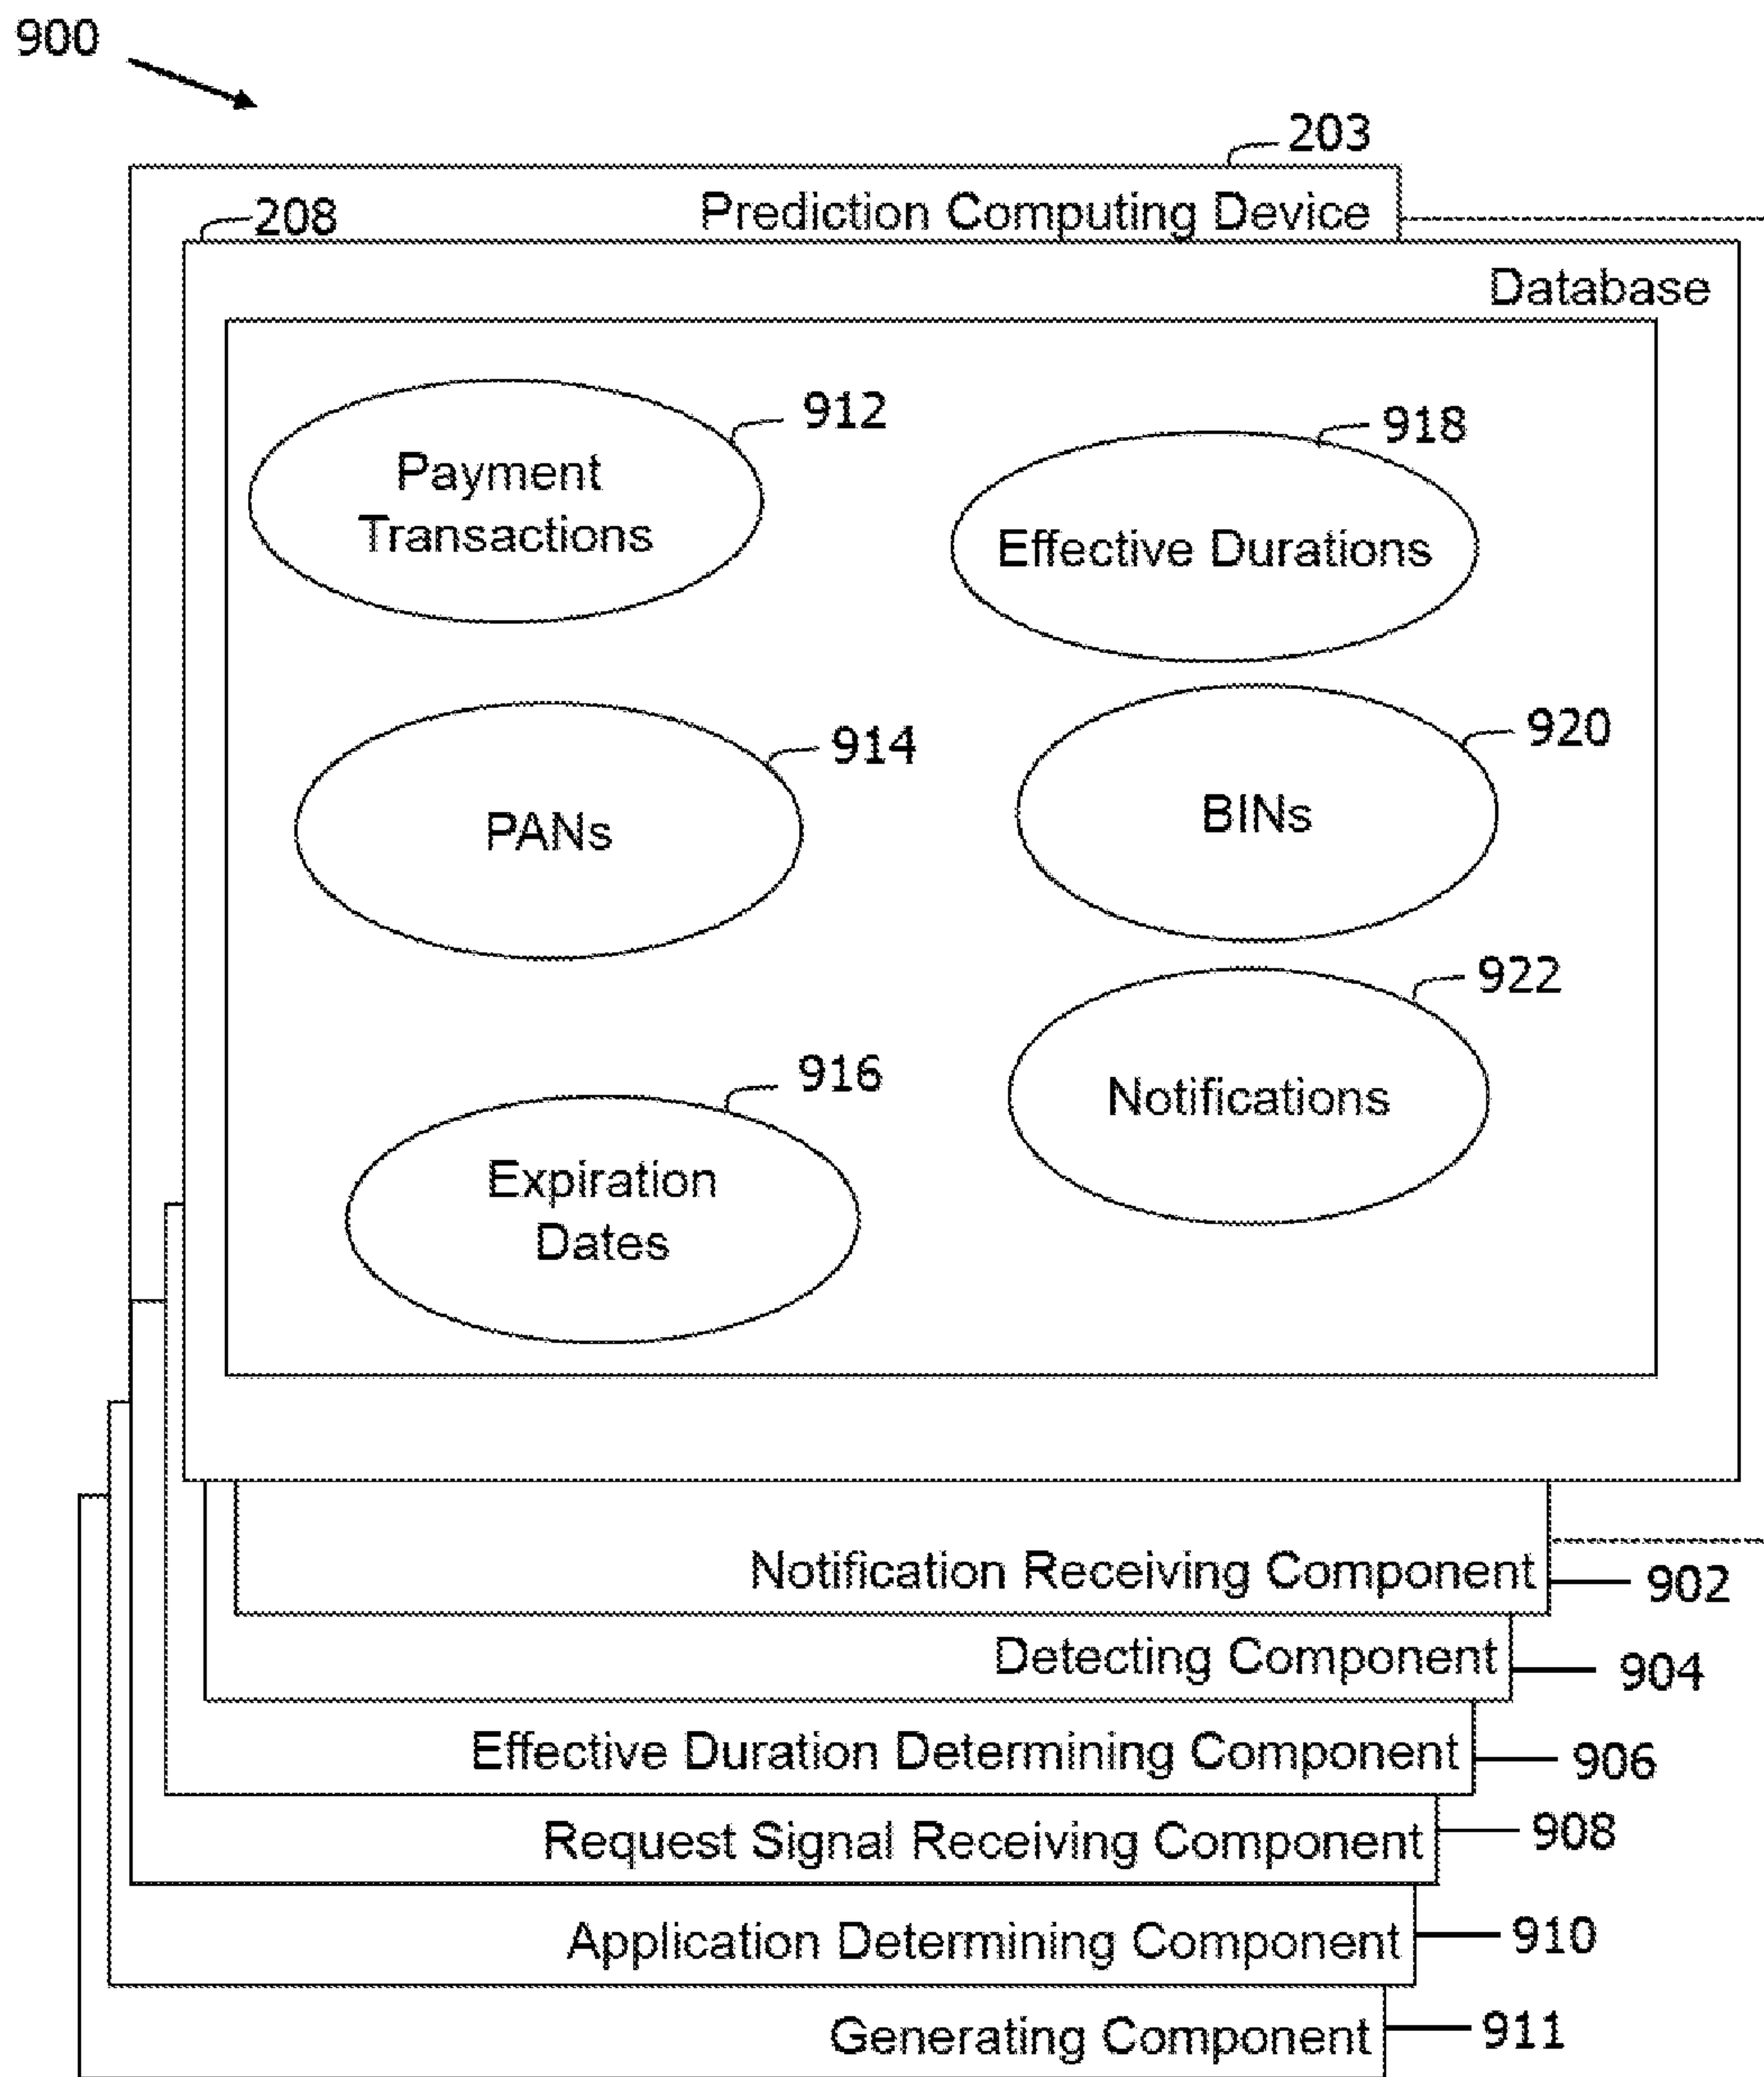 900
203
Prediction Computing Device
208
Database
912
Payment
Transactions
918
Effective Durations
914
PANs
920
BINs
922
Notifications
916
Expiration
Dates
Notification Receiving Component
902
Detecting Component
904
Effective Duration Determining Component
906
Request Signal Receiving Component
908
Application Determining Component
910
Generating Component
911